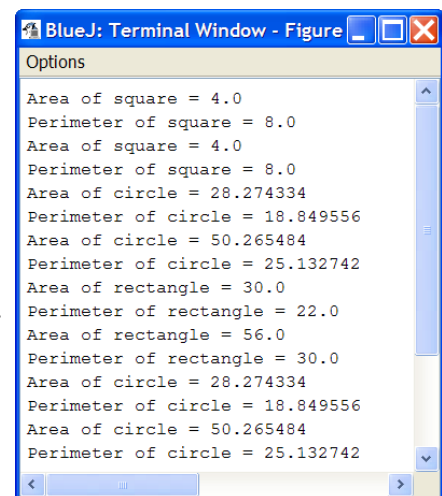 BlueJ: Terminal Window - Figure
Options
Area of square = 4.0
Perimeter of square = 8.0
Area of square = 4.0
Perimeter of square = 8.0
Area of circle = 28.274334
Perimeter of circle = 18.849556
Area of circle = 50.265484
Perimeter of circle = 25.132742
Area of rectangle = 30.0
Perimeter of rectangle = 22.0
Area of rectangle = 56.0
Perimeter of rectangle = 30.0
Area of circle = 28.274334
Perimeter of circle = 18.849556
Area of circle = 50.265484
Perimeter of circle = 25.132742